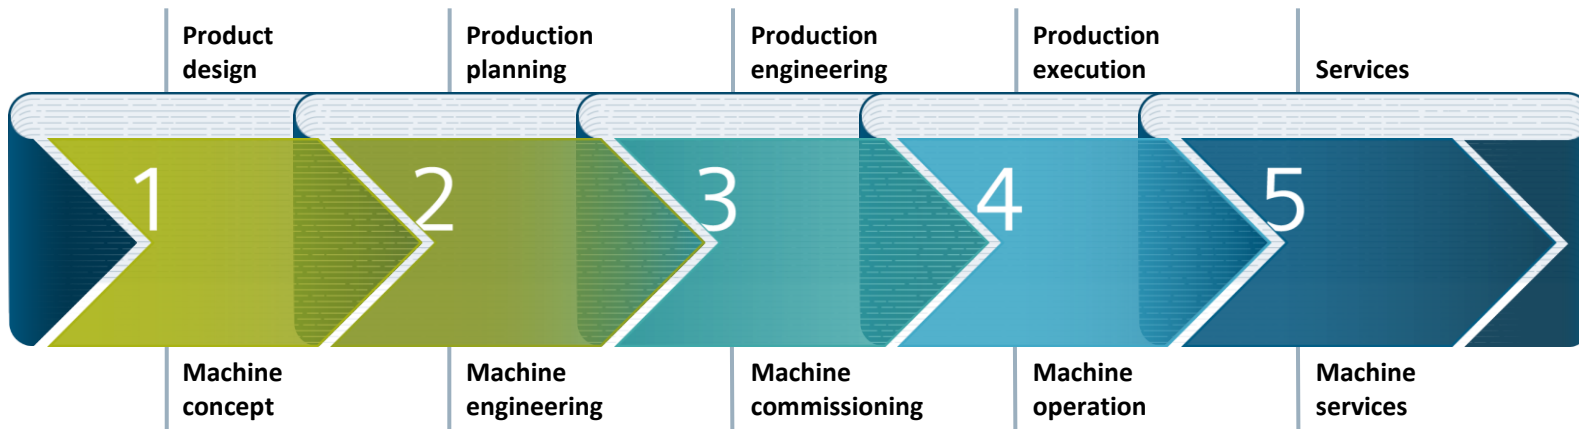 Product
design
Production
planning
Production
engineering
Production
execution
Services
1
2
3
4
5
Machine
concept
Machine
engineering
Machine
commissioning
Machine
operation
Machine
services